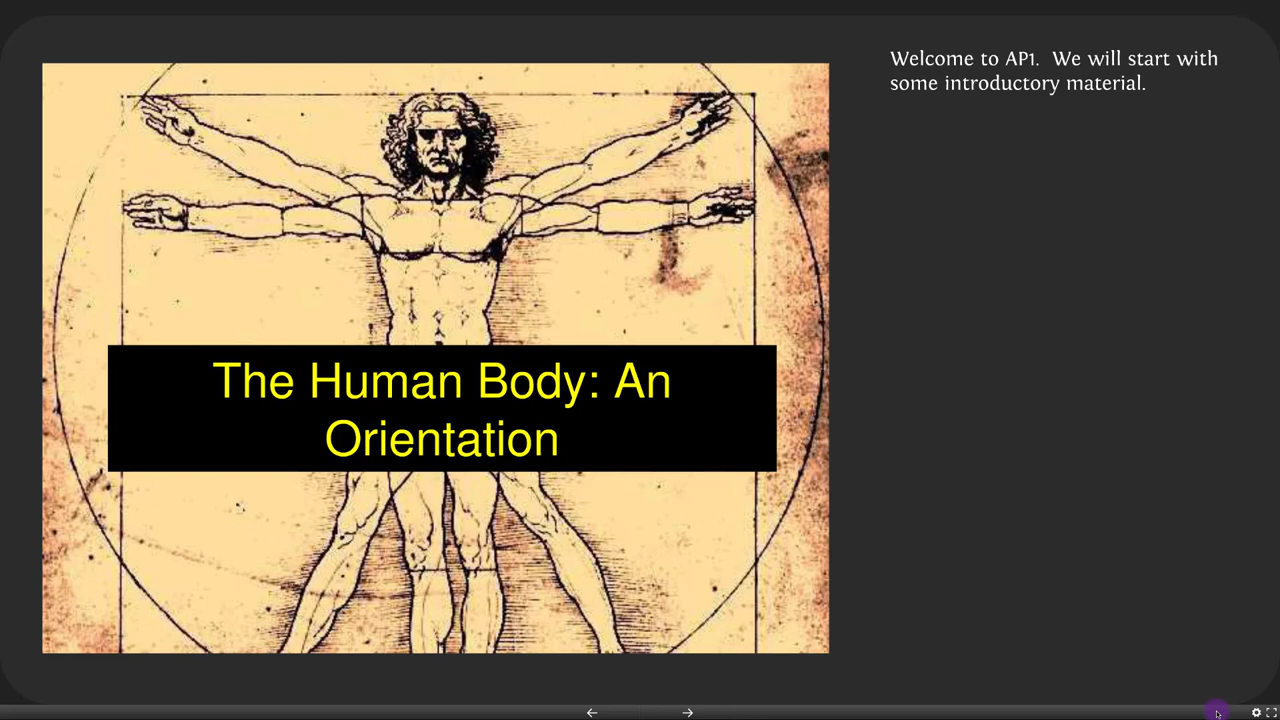 Welcome to AP1.  We will start with
some introductory material.
The Human Body: An
Orientation